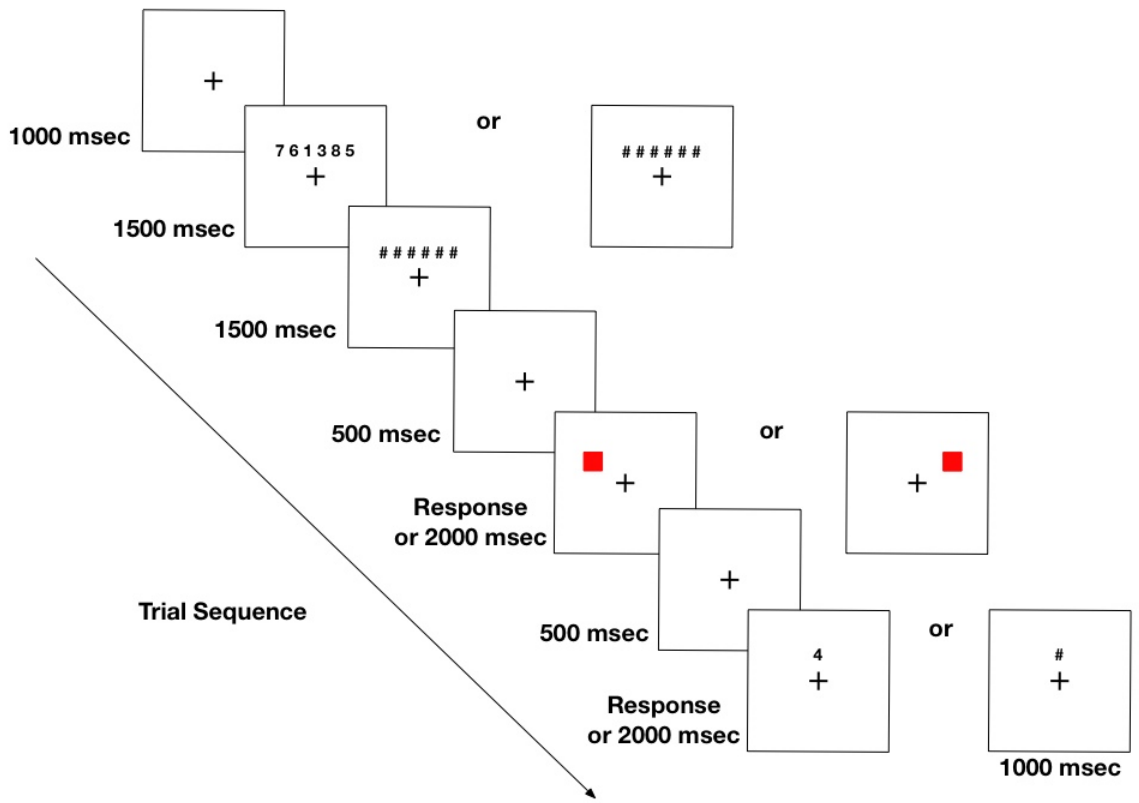 1000 msec
7 6 1 3 8 5
or
# # # # # #
1500 msec
# # # # # #
1500 msec
500 msec
or
Response
or 2000 msec
500 msec
Trial Sequence
4
or
#
Response
or 2000 msec
1000 msec